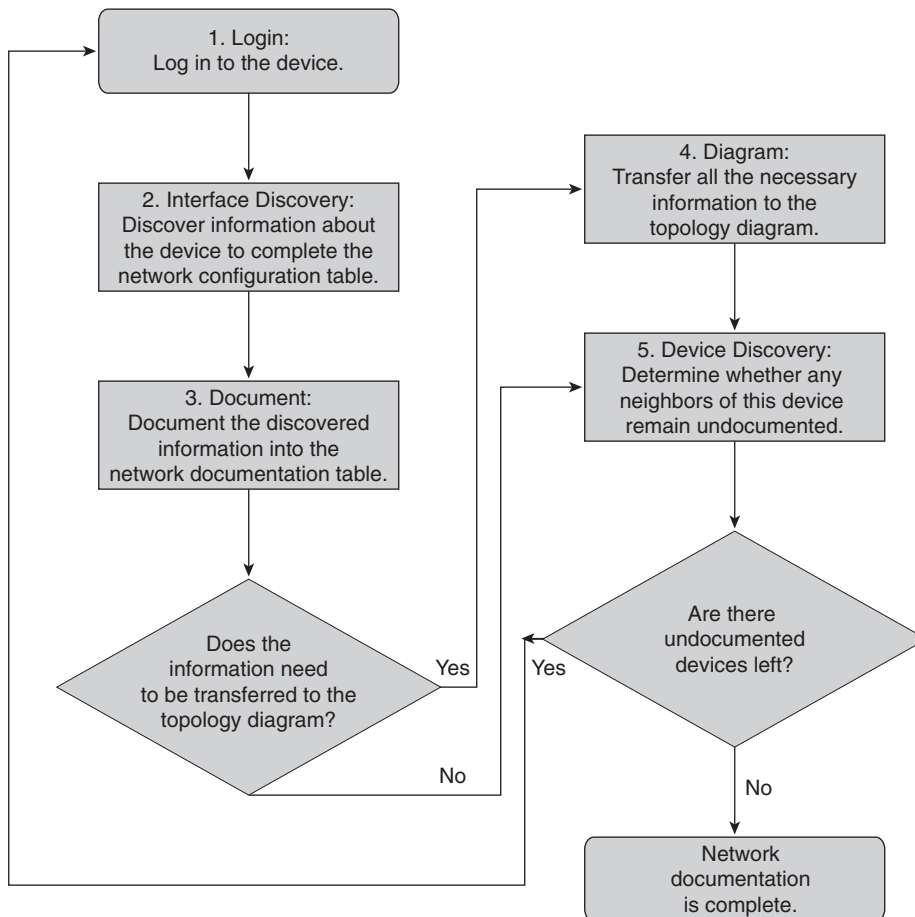 1. Login:
Log in to the device.
2. Interface Discovery:
Discover information about
the device to complete the
network configuration table.
3. Document:
Document the discovered
information into the
network documentation table.
Does the
information need
to be transferred to the
topology diagram?
Yes
No
4. Diagram:
Transfer all the necessary
information to the
topology diagram.
5. Device Discovery:
Determine whether any
neighbors of this device
remain undocumented.
Are there
undocumented
devices left?
Yes
No
Network
documentation
is complete.